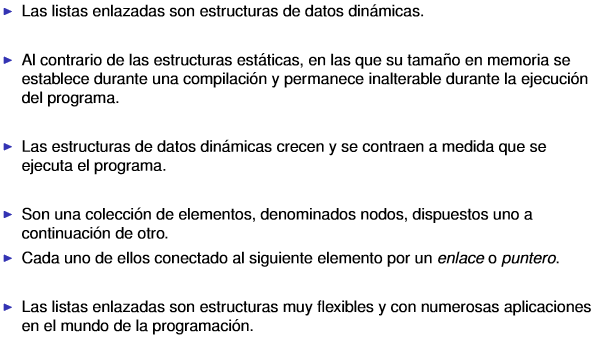 Las listas enlazadas son estructuras de datos dinámicas.
Al contrario de las estructuras estáticas, en las que su tamaño en memoria se
establece durante una compilación y permanece inalterable durante la ejecución
del programa.
Las estructuras de datos dinámicas crecen y se contraen a medida que se
ejecuta el programa.
Son una colección de elementos, denominados nodos, dispuestos uno a
continuación de otro.
Cada uno de ellos conectado al siguiente elemento por un enlace o puntero.
Las listas enlazadas son estructuras muy flexibles y con numerosas aplicaciones
en el mundo de la programación.